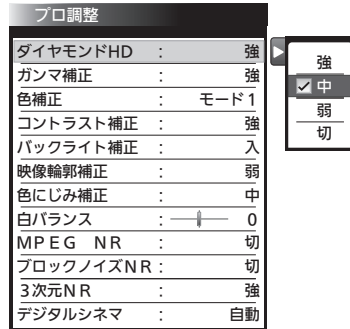 プロ調整
ダイヤモンドHD : 強
ガンマ補正 : 強
色補正 : モード1
コントラスト補正 : 強
バックライト補正 : 入
映像輪郭補正 : 弱
色にじみ補正 : 中
白バランス : 0
MPEG NR : 切
ブロックノイズNR : 切
3次元NR : 強
デジタルシネマ : 自動
強
中
弱
切